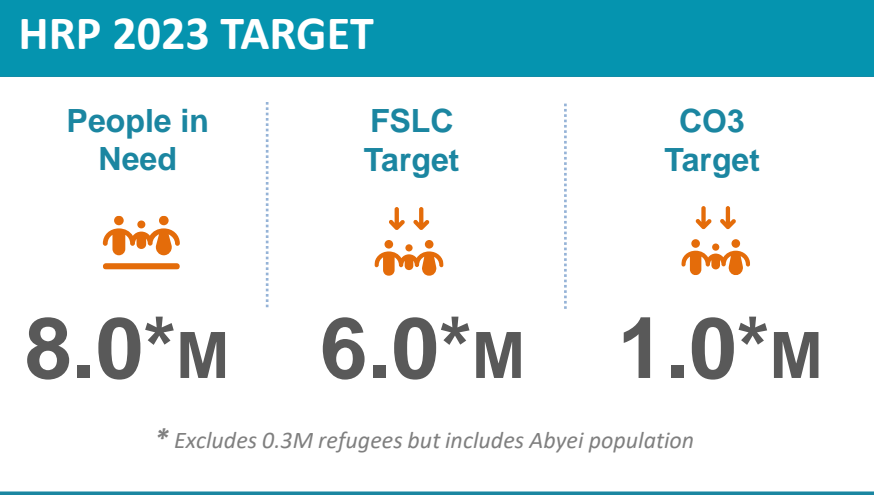 HRP 2023 TARGET
People in
Need
FSLC
Target
CO3
Target
8.0*M
6.0*M
1.0*M
* Excludes 0.3M refugees but includes Abyei population